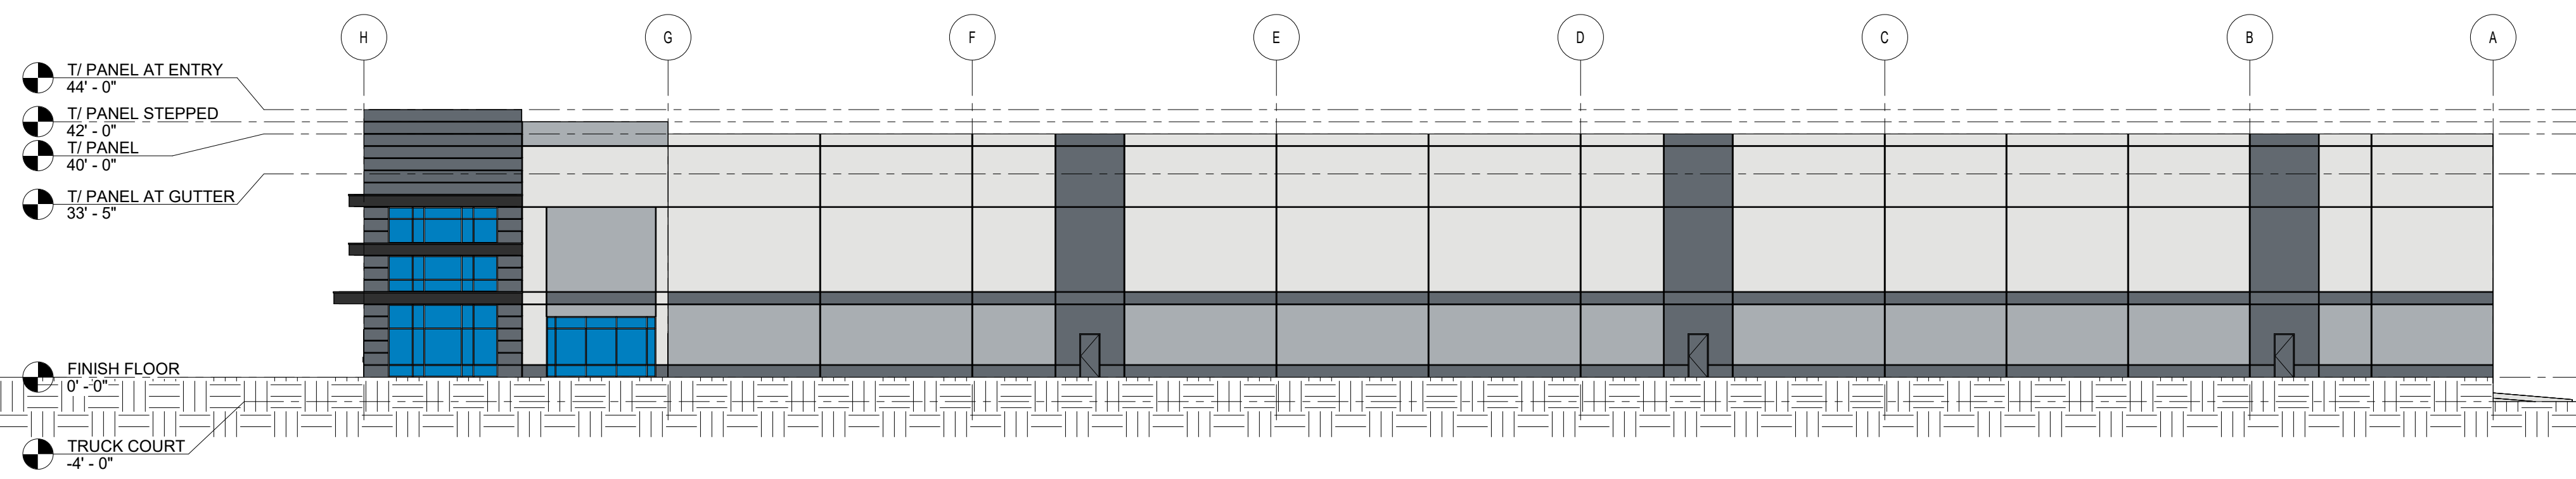 H G F E D C B A
T/ PANEL AT ENTRY
44' - 0"
T/ PANEL STEPPED
42' - 0"
T/ PANEL
40' - 0"
T/ PANEL AT GUTTER
33' - 5"
FINISH FLOOR
0' - 0"
TRUCK COURT
-4' - 0"